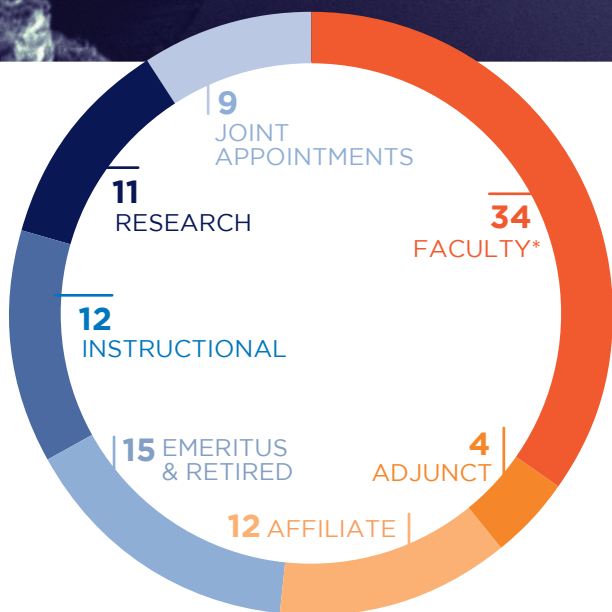 9
JOINT
APPOINTMENTS
11
RESEARCH
34
FACULTY*
12
INSTRUCTIONAL
15 EMERITUS
& RETIRED
4
ADJUNCT
12 AFFILIATE